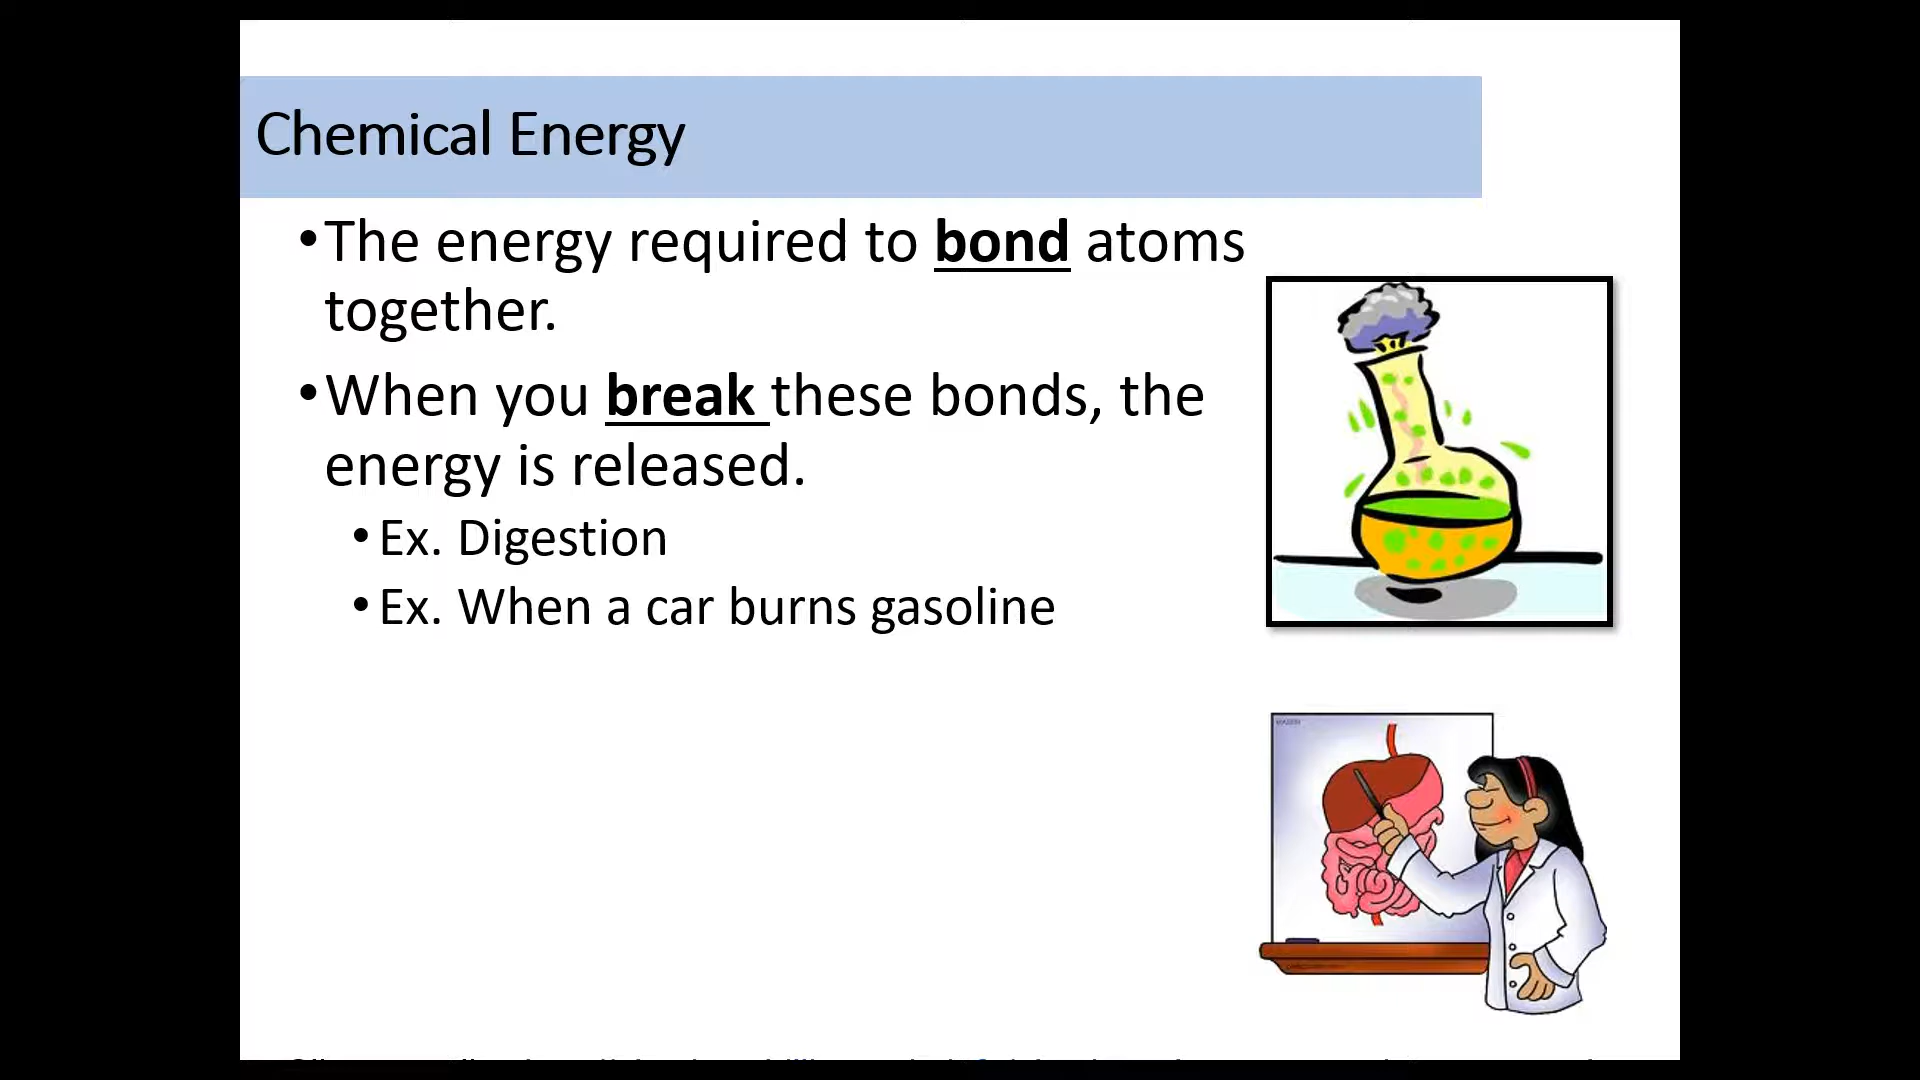 Chemical Energy
•The energy required to bond atoms
together.
•When you break these bonds, the
energy is released.
•Ex. Digestion
•Ex. When a car burns gasoline